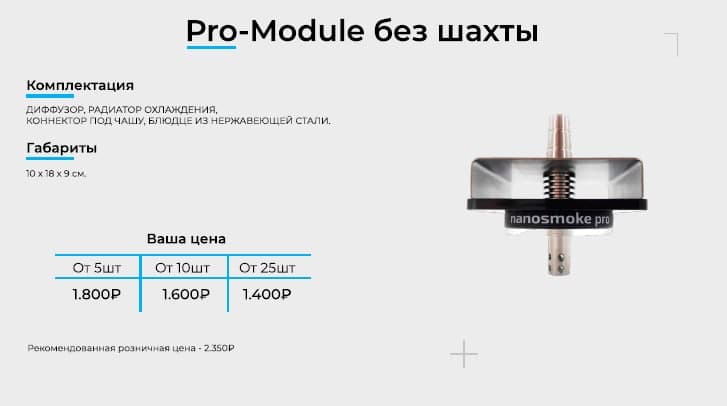 Pro-Module без шахты
Комплектация
ДИФФУЗОР, РАДИАТОР ОХЛАЖДЕНИЯ,
КОННЕКТОР ПОД ЧАШУ, БЛЮДЦЕ ИЗ НЕРЖАВЕЮЩЕЙ СТАЛИ.
Габариты
10 x 18 x 9 см.
nanosmoke pro
Ваша цена
От 5шт От 10шт От 25шт
1.800₽ 1.600₽ 1.400₽
Рекомендованная розничная цена - 2.350₽